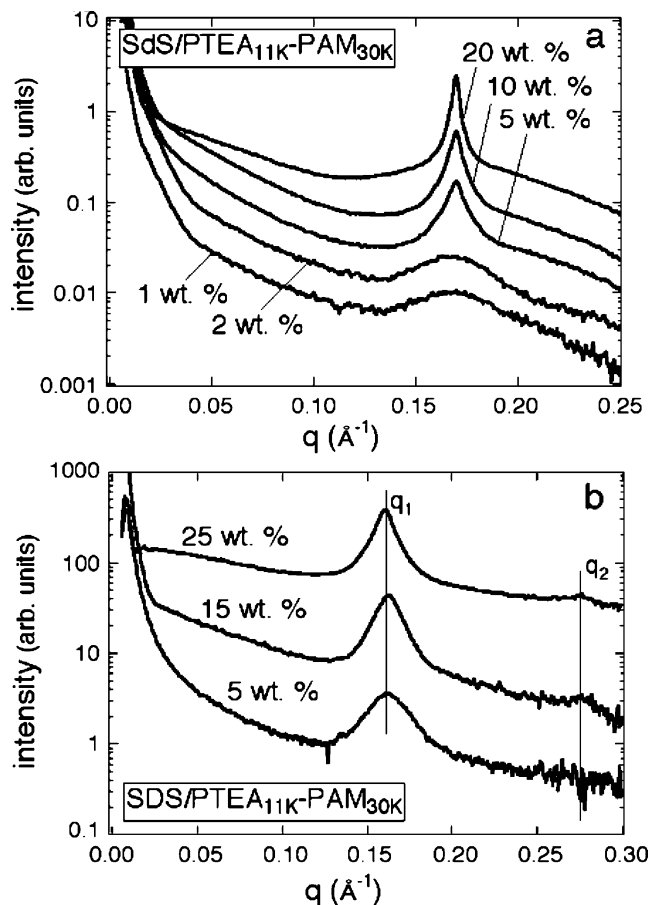 10
SdS/PTEA11K-PAM30K
a
20 wt. %
10 wt. %
5 wt. %
1
0.1
0.01
0.001
1 wt. %
2 wt. %
intensity (arb. units)
0.00 0.05 0.10 0.15 0.20 0.25
q (Å-1)
1000
b
q1
25 wt. %
100
q2
15 wt. %
10
5 wt. %
1
0.1
SDS/PTEA11K-PAM30K
intensity (arb. units)
0.00 0.05 0.10 0.15 0.20 0.25 0.30
q (Å-1)